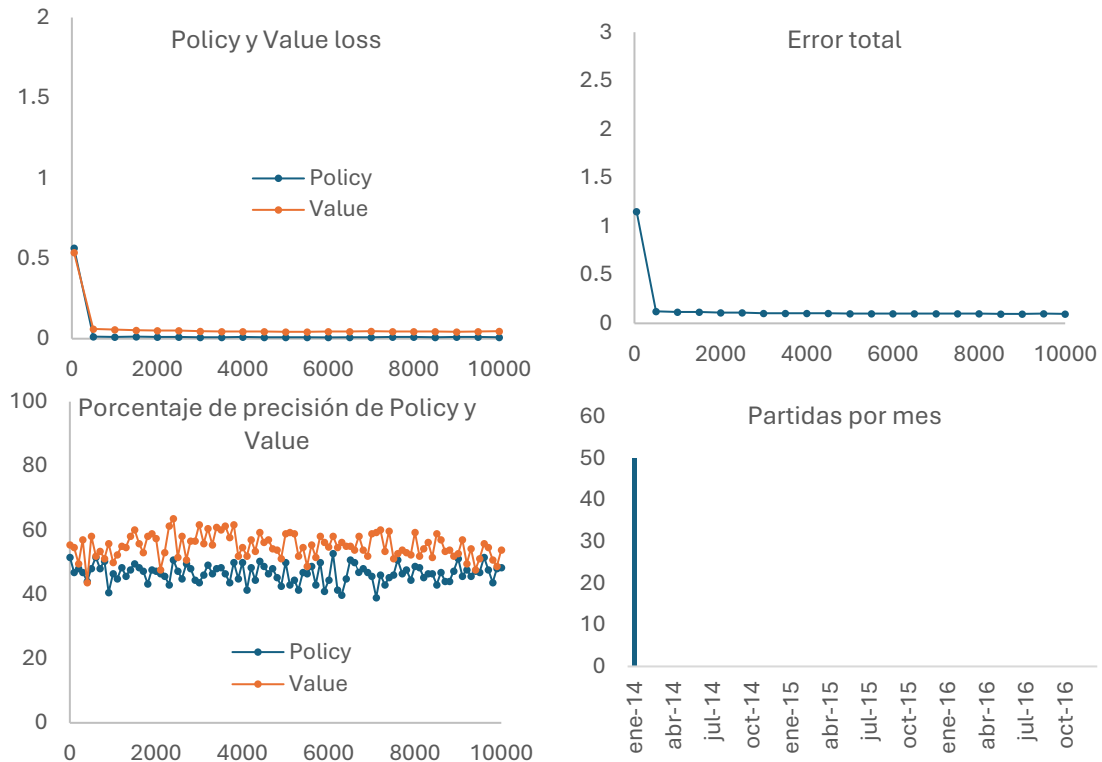 Policy y Value loss
2
1.5
1
0.5
0
Policy
Value
0 2000 4000 6000 8000 10000
Error total
3
2.5
2
1.5
1
0.5
0
0 2000 4000 6000 8000 10000
Porcentaje de precisión de Policy y
Value
100
80
60
40
20
0
Policy
Value
0 2000 4000 6000 8000 10000
Partidas por mes
60
50
40
30
20
10
0
ene-14
abr-14
jul-14
oct-14
ene-15
abr-15
jul-15
oct-15
ene-16
abr-16
jul-16
oct-16